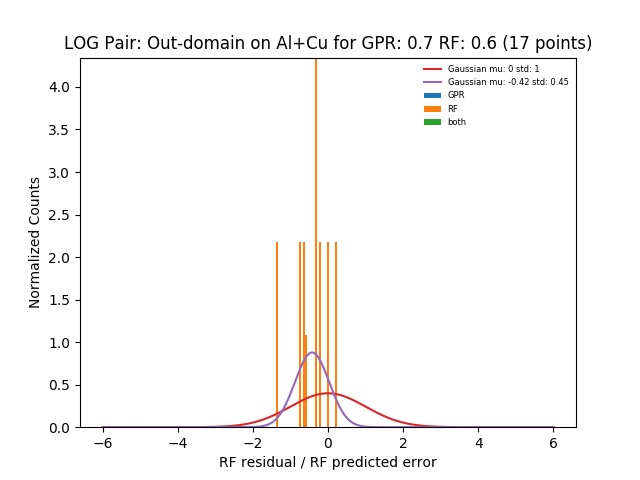 LOG Pair: Out-domain on Al+Cu for GPR: 0.7 RF: 0.6 (17 points)
Gaussian mu: 0 std: 1
Gaussian mu: -0.42 std: 0.45
GPR
RF
both
Normalized Counts
4.0
3.5
3.0
2.5
2.0
1.5
1.0
0.5
0.0
−6 −4 −2 0 2 4 6
RF residual / RF predicted error